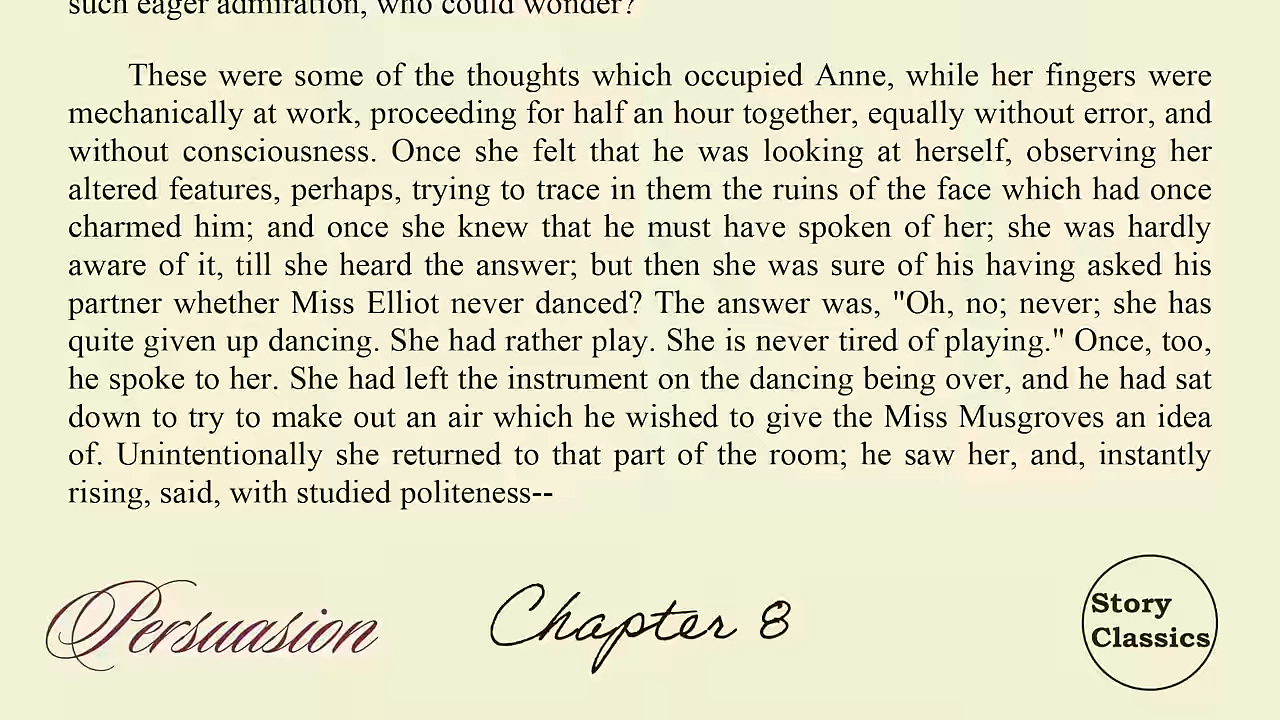 such eager admiration, who could wonder?
These were some of the thoughts which occupied Anne, while her fingers were
mechanically at work, proceeding for half an hour together, equally without error, and
without consciousness. Once she felt that he was looking at herself, observing her
altered features, perhaps, trying to trace in them the ruins of the face which had once
charmed him; and once she knew that he must have spoken of her; she was hardly
aware of it, till she heard the answer; but then she was sure of his having asked his
partner whether Miss Elliot never danced? The answer was, "Oh, no; never; she has
quite given up dancing. She had rather play. She is never tired of playing." Once, too,
he spoke to her. She had left the instrument on the dancing being over, and he had sat
down to try to make out an air which he wished to give the Miss Musgroves an idea
of. Unintentionally she returned to that part of the room; he saw her, and, instantly
rising, said, with studied politeness--
Persuasion
Chapter 8
Story
Classics